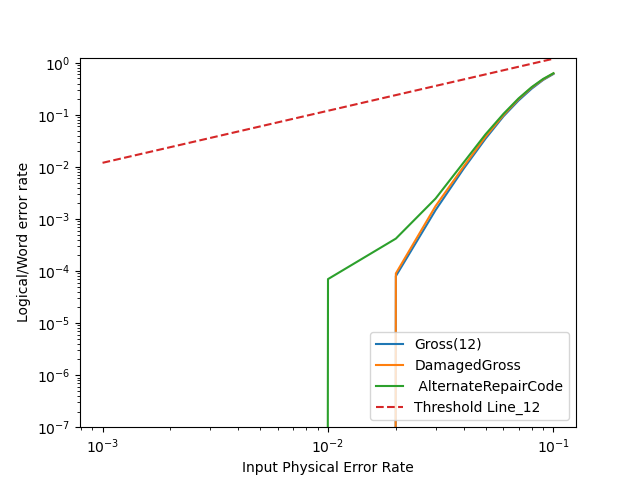 10^0
10^-1
10^-2
10^-3
10^-4
10^-5
10^-6
10^-7
Logical/Word error rate
Gross(12)
DamagedGross
AlternateRepairCode
Threshold Line_12
10^-3 10^-2 10^-1
Input Physical Error Rate